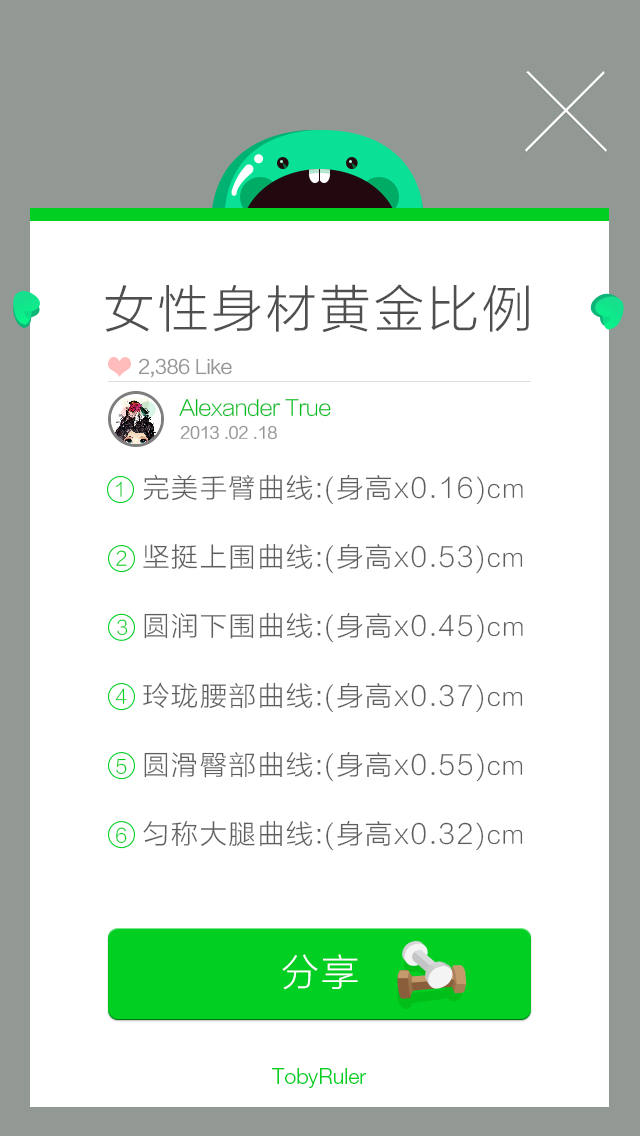 女性身材黄金比例
2,386 Like
Alexander True
2013 .02 .18
① 完美手臂曲线:(身高x0.16)cm
② 坚挺上围曲线:(身高x0.53)cm
③ 圆润下围曲线:(身高x0.45)cm
④ 玲珑腰部曲线:(身高x0.37)cm
⑤ 圆滑臀部曲线:(身高x0.55)cm
⑥ 匀称大腿曲线:(身高x0.32)cm
分享
TobyRuler